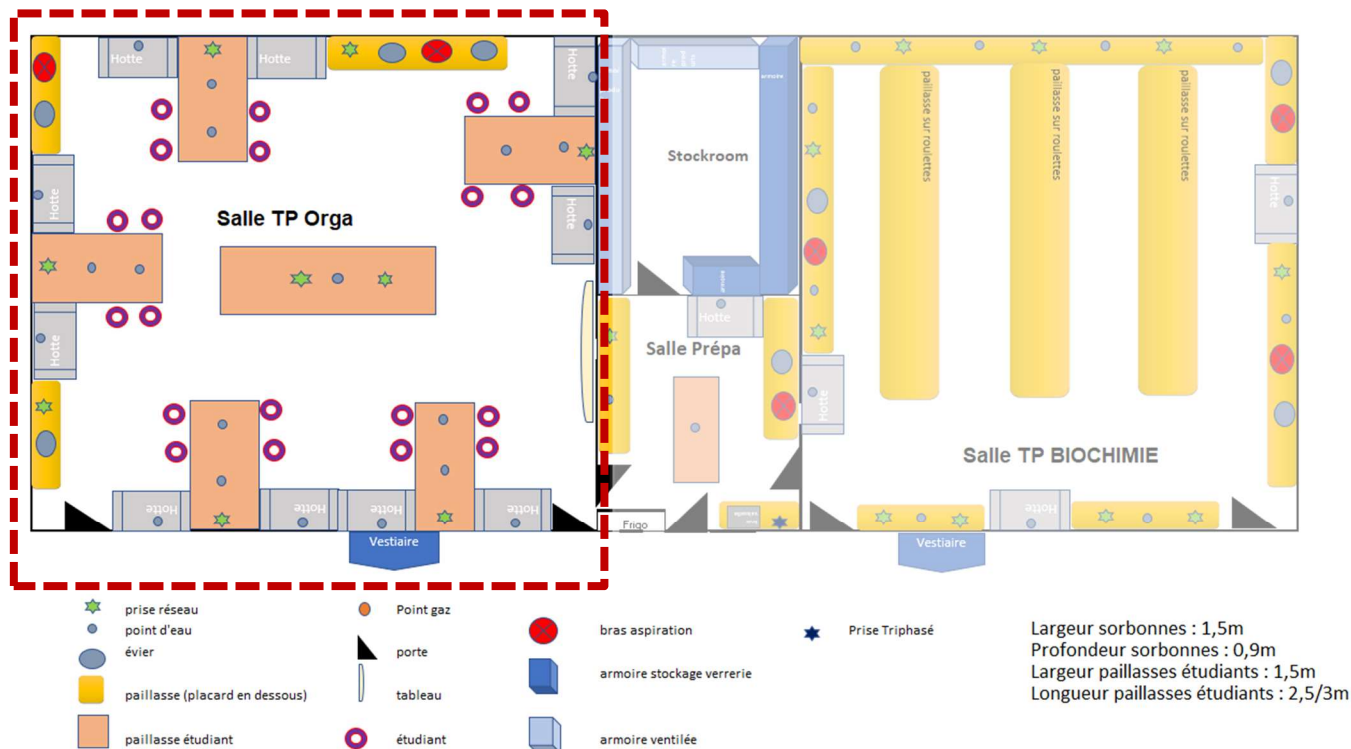 Hotte
Hotte
Hotte
armoire
paillasse sur roulettes
paillasse sur roulettes
paillasse sur roulettes
Stockroom
Hotte
Hotte
Hotte
Salle TP Orga
Hotte
Hotte
Salle Prépa
Hotte
Hotte
Salle TP BIOCHIMIE
Hotte
Hotte
Hotte
Hotte
Hotte
Frigo
Vestiaire
Vestiaire
prise réseau
point d'eau
évier
paillasse (placard en dessous)
paillasse étudiant
Point gaz
porte
tableau
étudiant
bras aspiration
armoire stockage verrerie
armoire ventilée
Prise Triphasé
Largeur sorbonnes : 1,5m
Profondeur sorbonnes : 0,9m
Largeur paillasses étudiants : 1,5m
Longueur paillasses étudiants : 2,5/3m